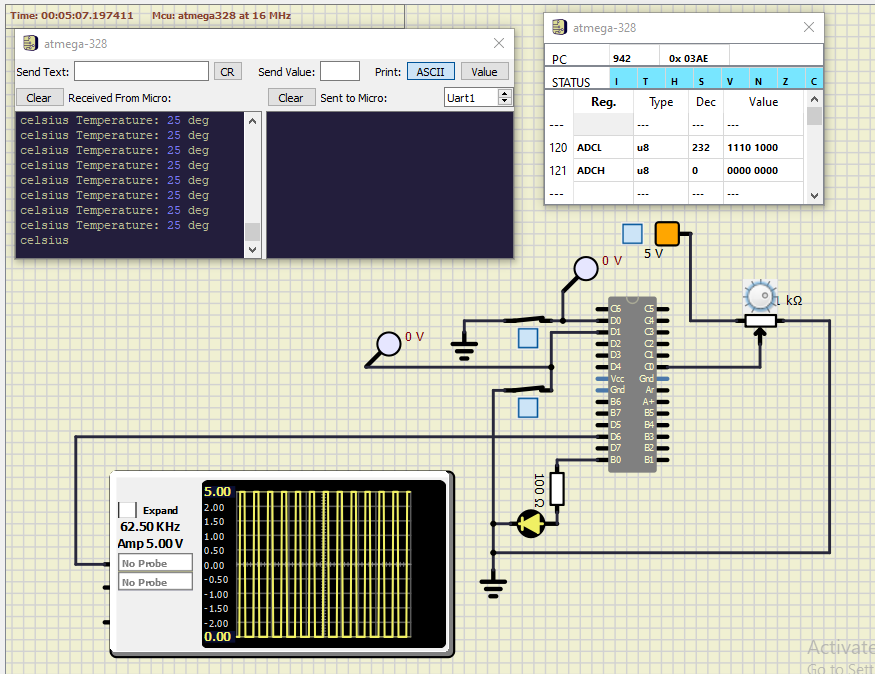 Time: 00:05:07.197411 Mcu: atmega328 at 16 MHz
atmega-328
Send Text: CR Send Value: Print: ASCII Value
Clear Received From Micro: Clear Sent to Micro: Uart1
celsius Temperature: 25 deg
celsius Temperature: 25 deg
celsius Temperature: 25 deg
celsius Temperature: 25 deg
celsius Temperature: 25 deg
celsius Temperature: 25 deg
celsius Temperature: 25 deg
celsius Temperature: 25 deg
celsius
atmega-328
PC 942 0x 03AE
STATUS I T H S V N Z C
Reg. Type Dec Value
--- --- --- ---
120 ADCL u8 232 1110 1000
121 ADCH u8 0 0000 0000
--- --- --- ---
5 V
0 V
1 kΩ
0 V
C6 C5
D0 C4
D1 C3
D2 C2
D3 C1
D4 C0
Vcc Gnd
Gnd Ar
B6 A+
B7 B5
D5 B4
D6 B3
D7 B2
B0 B1
100 Ω
Expand
62.50 KHz
Amp 5.00 V
No Probe
No Probe
5.00
2.00
1.50
1.00
0.50
0.00
-0.50
-1.00
-1.50
-2.00
0.00
Activate
Go to Sett